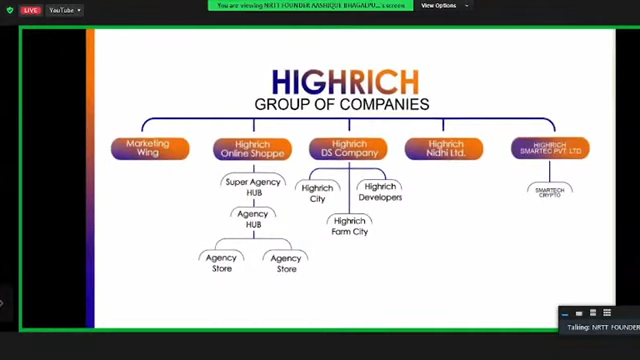 LIVE
YouTube
You are viewing NRTT FOUNDER AASHIQUE BHAGALPU...'s screen
View Options
HIGHRICH
GROUP OF COMPANIES
Marketing
Wing
Highrich
Online Shoppe
Highrich
DS Company
Highrich
Nidhi Ltd.
HIGHRICH
SMARTEC PVT. LTD.
Super Agency
HUB
Highrich
City
Highrich
Developers
SMARTECH
CRYPTO
Agency
HUB
Highrich
Farm City
Agency
Store
Agency
Store
Talking: NRTT FOUNDER